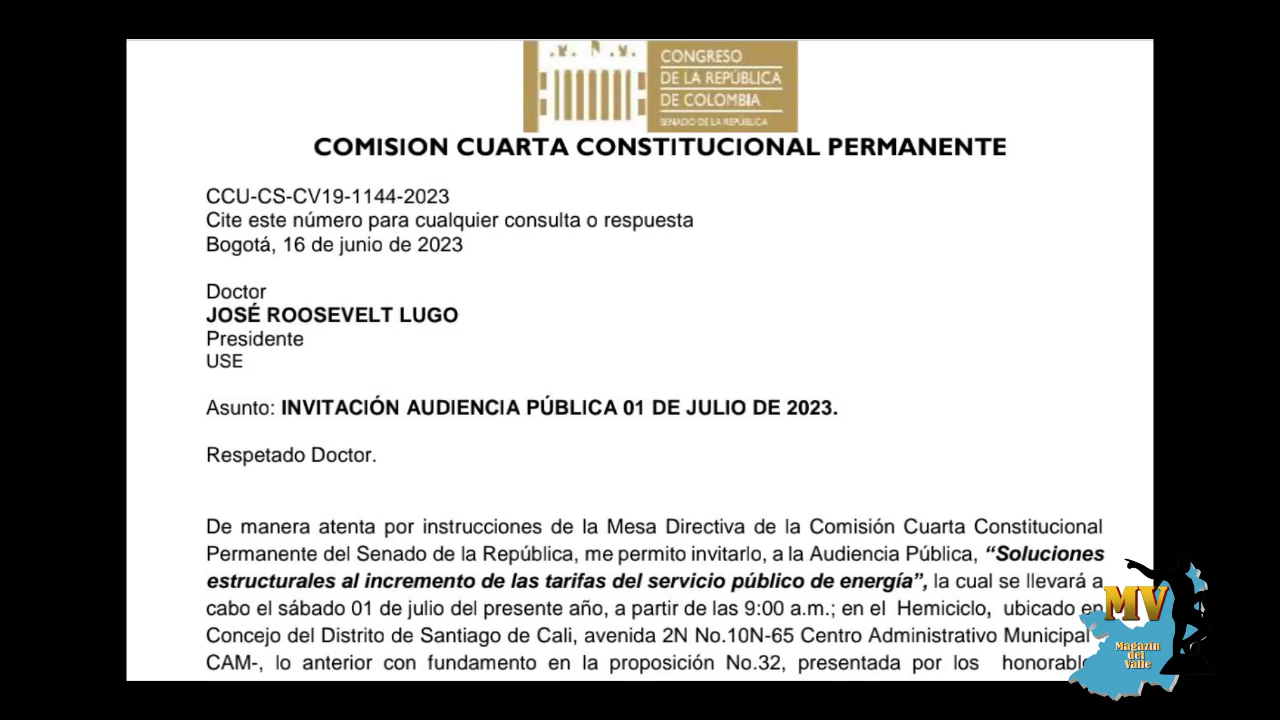 CONGRESO
DE LA REPÚBLICA
DE COLOMBIA
SENADO DE LA REPÚBLICA
COMISION CUARTA CONSTITUCIONAL PERMANENTE
CCU-CS-CV19-1144-2023
Cite este número para cualquier consulta o respuesta
Bogotá, 16 de junio de 2023
Doctor
JOSÉ ROOSEVELT LUGO
Presidente
USE
Asunto: INVITACIÓN AUDIENCIA PÚBLICA 01 DE JULIO DE 2023.
Respetado Doctor.
De manera atenta por instrucciones de la Mesa Directiva de la Comisión Cuarta Constitucional
Permanente del Senado de la República, me permito invitarlo, a la Audiencia Pública, “Soluciones
estructurales al incremento de las tarifas del servicio público de energía”, la cual se llevará a
cabo el sábado 01 de julio del presente año, a partir de las 9:00 a.m.; en el Hemiciclo, ubicado en
Concejo del Distrito de Santiago de Cali, avenida 2N No.10N-65 Centro Administrativo Municipal
CAM-, lo anterior con fundamento en la proposición No.32, presentada por los
MV
Magazín
del
Valle